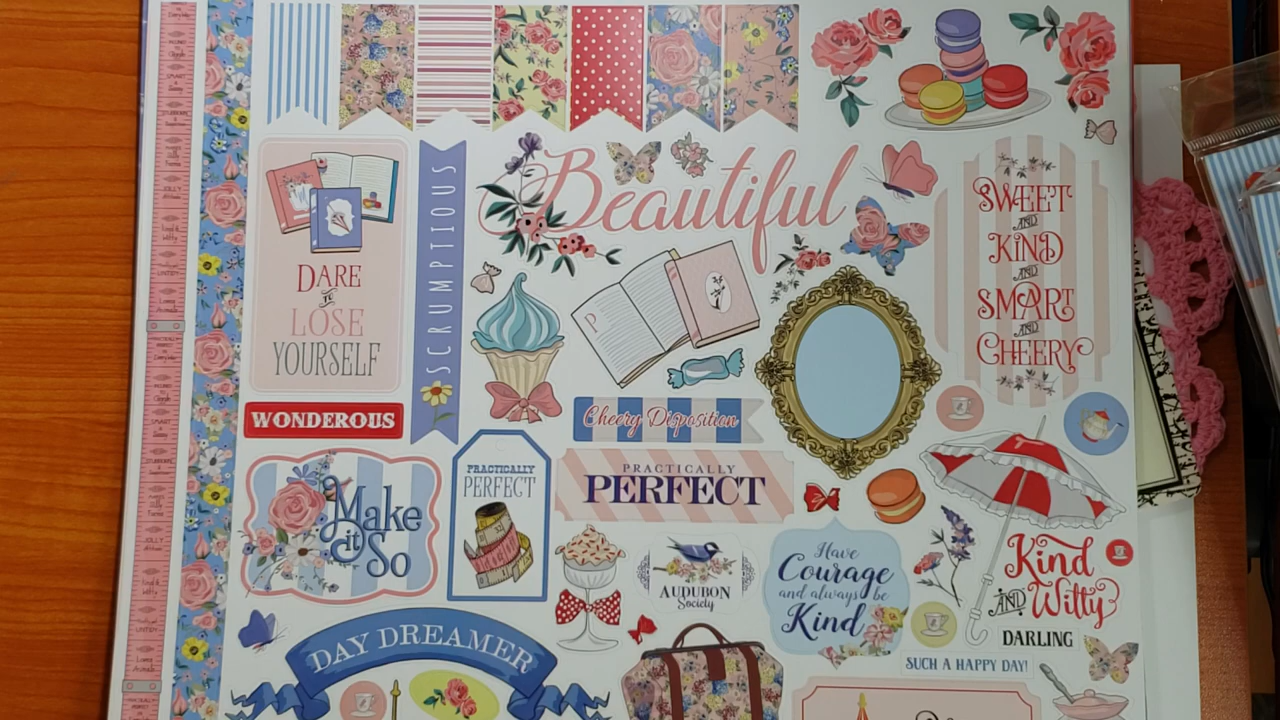 Beautiful
SCRUMPTIOUS
DARE
TO
LOSE
YOURSELF
SWEET
AND
KIND
AND
SMART
AND
CHEERY
P
WONDEROUS
Cheery Disposition
PRACTICALLY
PERFECT
PRACTICALLY
PERFECT
Make
it
So
AUDUBON
Society
Have
Courage
and always be
Kind
Kind
AND Witty
DARLING
SUCH A HAPPY DAY!
DAY DREAMER